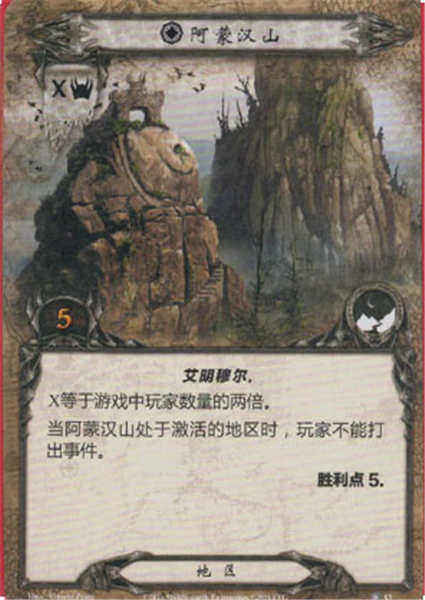 阿蒙汉山
X
5
艾明穆尔.
X等于游戏中玩家数量的两倍。
当阿蒙汉山处于激活的地区时，玩家不能打
出事件。
胜利点 5.
地区